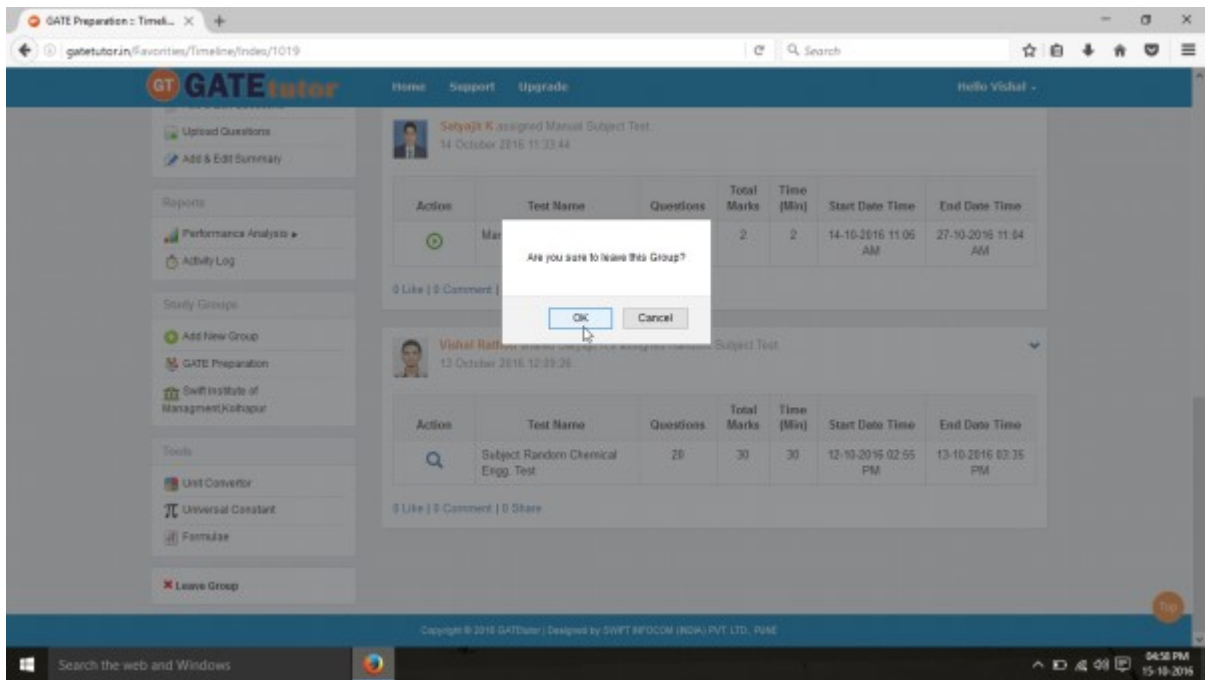 GATE Preparation :: Timeli...
gatetutor.in/Favorities/Timeline/Index/1019
Search
GT GATEtutor
Home Support Upgrade
Hello Vishal
Upload Questions
Add & Edit Summary
Reports
Performance Analysis
Activity Log
Study Groups
Add New Group
GATE Preparation
Swift Institute of
Managment|Kolhapur
Tools
Unit Convertor
Universal Constant
Formulae
Leave Group
Satyajit K assigned Manual Subject Test.
14 October 2016 11:33:44
Action Test Name Questions Total Marks Time (Min) Start Date Time End Date Time
2 2 14-10-2016 11:06 AM 27-10-2016 11:04 AM
0 Like | 0 Comment |
Are you sure to leave this Group?
OK Cancel
Vishal Subject Test
13 October 2016
Action Test Name Questions Total Marks Time (Min) Start Date Time End Date Time
Subject Random Chemical Engg. Test 20 30 30 12-10-2016 02:55 PM 13-10-2016 03:35 PM
0 Like | 0 Comment | 0 Share
Top
Copyright © 2016 GATEtutor | Designed by SWIFT INFOCOM (INDIA) PVT. LTD., PUNE
Search the web and Windows
04:58 PM
15-10-2016